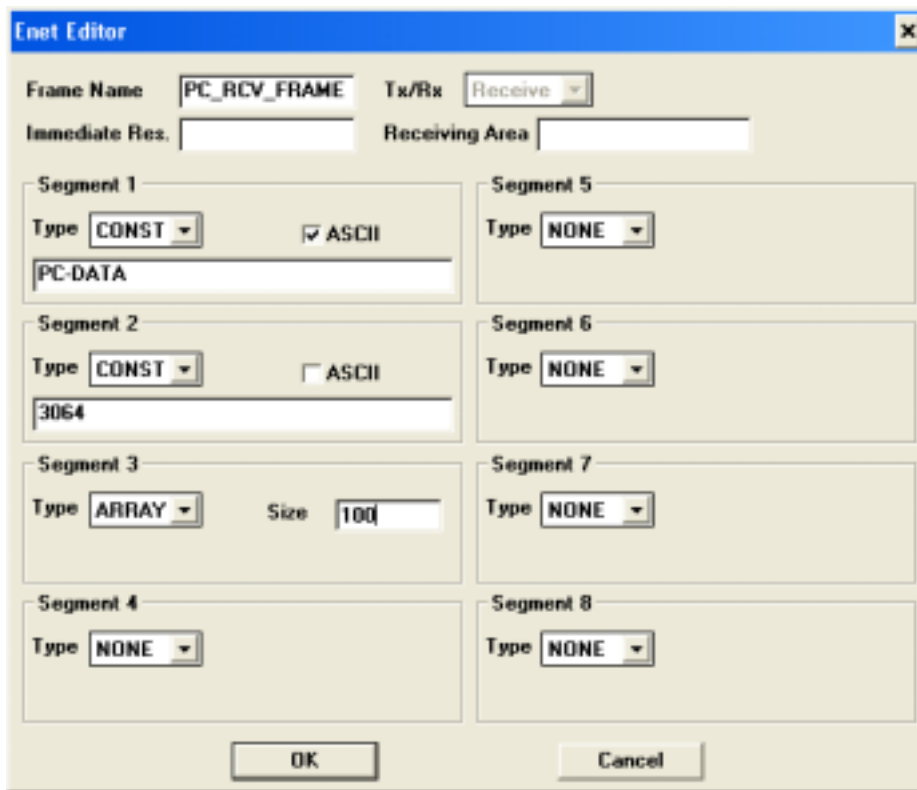 Enet Editor
Frame Name PC_RCV_FRAME Tx/Rx Receive
Immediate Res. Receiving Area
Segment 1
Type CONST ASCII
PC-DATA
Segment 5
Type NONE
Segment 2
Type CONST ASCII
3064
Segment 6
Type NONE
Segment 3
Type ARRAY Size 100
Segment 7
Type NONE
Segment 4
Type NONE
Segment 8
Type NONE
OK Cancel